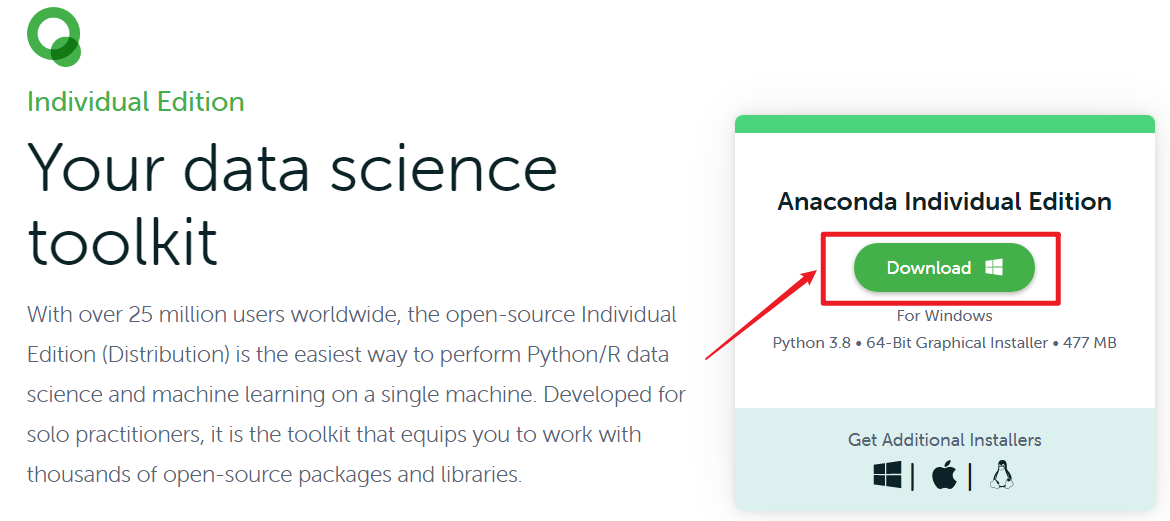 Individual Edition
Your data science
toolkit
With over 25 million users worldwide, the open-source Individual
Edition (Distribution) is the easiest way to perform Python/R data
science and machine learning on a single machine. Developed for
solo practitioners, it is the toolkit that equips you to work with
thousands of open-source packages and libraries.
Anaconda Individual Edition
Download
For Windows
Python 3.8 • 64-Bit Graphical Installer • 477 MB
Get Additional Installers